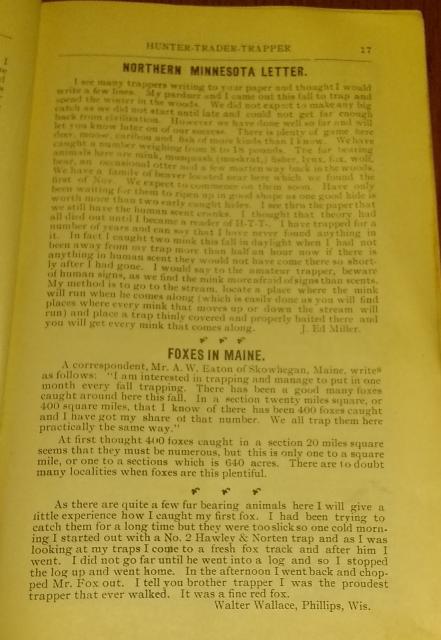 HUNTER-TRADER-TRAPPER 17
NORTHERN MINNESOTA LETTER.
I see many trappers writing to your paper and thought I would
write a few lines. My pardner and I came out this fall to trap and
spend the winter in the woods. We did not expect to make any big
catch as we did not start until late and could not get far enough
back from civilization. However we have done well so far and will
let you know later on of our success. There is plenty of game here
deer, moose, caribou and fish of more kinds than I know. We have
caught a number weighing from 8 to 18 pounds. The fur bearing
animals here are mink, musquash (muskrat,) fisher, lynx, fox, wolf,
bear, an occasional otter and a few marten way back in the woods.
We have a family of beaver located near here which we found the
first of Nov. We expect to commence on them soon. Have only
been waiting for them to ripen up in good shape as one good hide is
worth more than two early caught hides. I see thru the paper that
we still have the human scent cranks. I thought that theory had
all died out until I became a reader of H-T-T. I have trapped for a
number of years and can say that I have never found anything in
it. In fact I caught two mink this fall in daylight when I had not
been away from my trap more than half an hour now if there is
anything in human scent they would not have come there so short-
ly after I had gone. I would say to the amateur trapper, beware
of human signs, as we find the mink more afraid of signs than scents.
My method is to go to the stream, locate a place where the mink
will run when he comes along (which is easily done as you will find
places where every mink that moves up or down the stream will
run) and place a trap thinly covered and properly baited there and
you will get every mink that comes along. J. Ed Miller.
FOXES IN MAINE.
A correspondent, Mr. A. W. Eaton of Skowhegan, Maine, writes
as follows: "I am interested in trapping and manage to put in one
month every fall trapping. There has been a good many foxes
caught around here this fall. In a section twenty miles square, or
400 square miles, that I know of there has been 400 foxes caught
and I have got my share of that number. We all trap them here
practically the same way."
At first thought 400 foxes caught in a section 20 miles square
seems that they must be numerous, but this is only one to a square
mile, or one to a sections which is 640 acres. There are to doubt
many localities when foxes are this plentiful.
As there are quite a few fur bearing animals here I will give a
little experience how I caught my first fox. I had been trying to
catch them for a long time but they were too slick so one cold morn-
ing I started out with a No. 2 Hawley & Norten trap and as I was
looking at my traps I come to a fresh fox track and after him I
went. I did not go far until he went into a log and so I stopped
the log up and went home. In the afternoon I went back and chop-
ped Mr. Fox out. I tell you brother trapper I was the proudest
trapper that ever walked. It was a fine red fox.
Walter Wallace, Phillips, Wis.